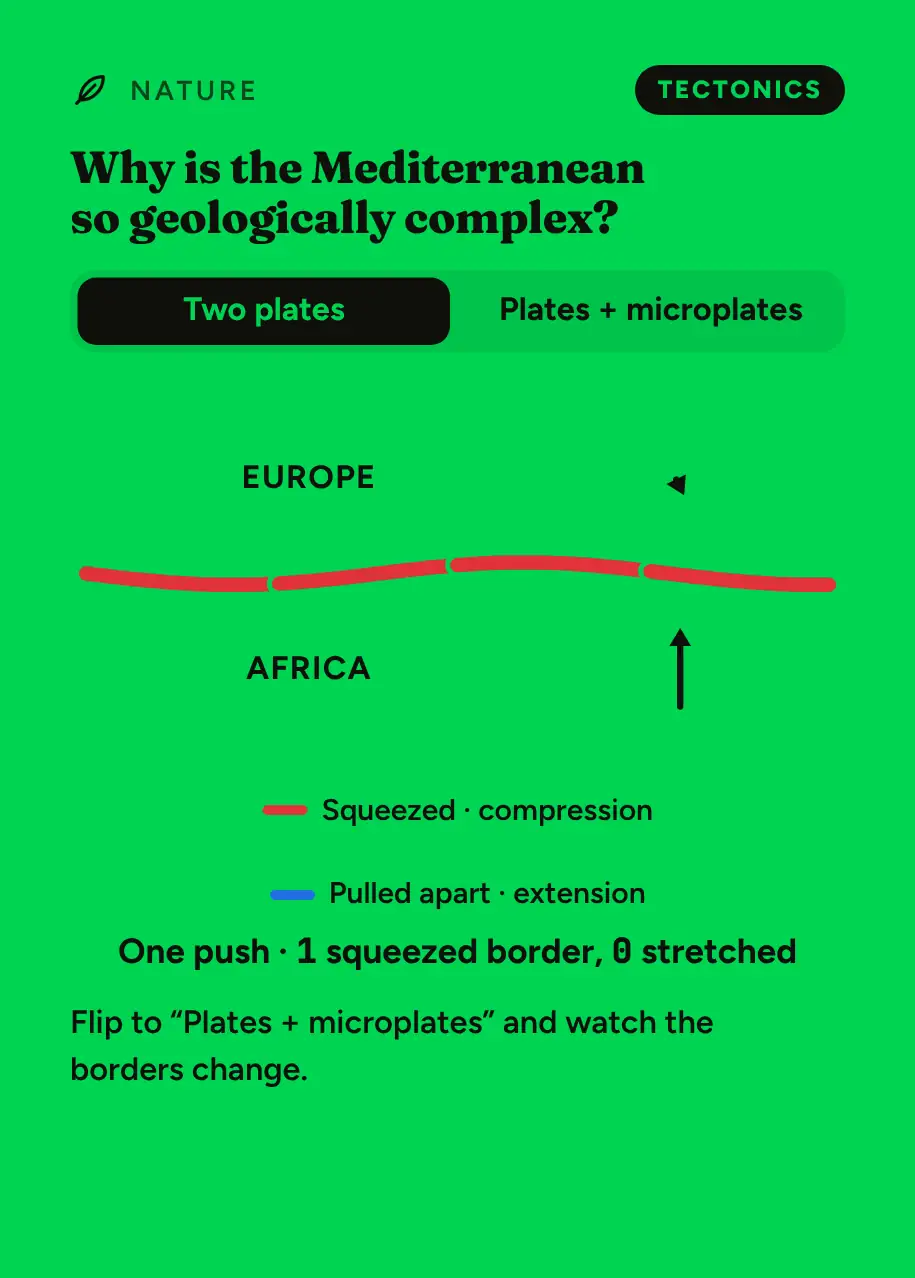 NATURE
TECTONICS
Why is the Mediterranean
so geologically complex?
Two plates
Plates + microplates
EUROPE
AFRICA
Squeezed · compression
Pulled apart · extension
One push · 1 squeezed border, 0 stretched
Flip to “Plates + microplates” and watch the
borders change.